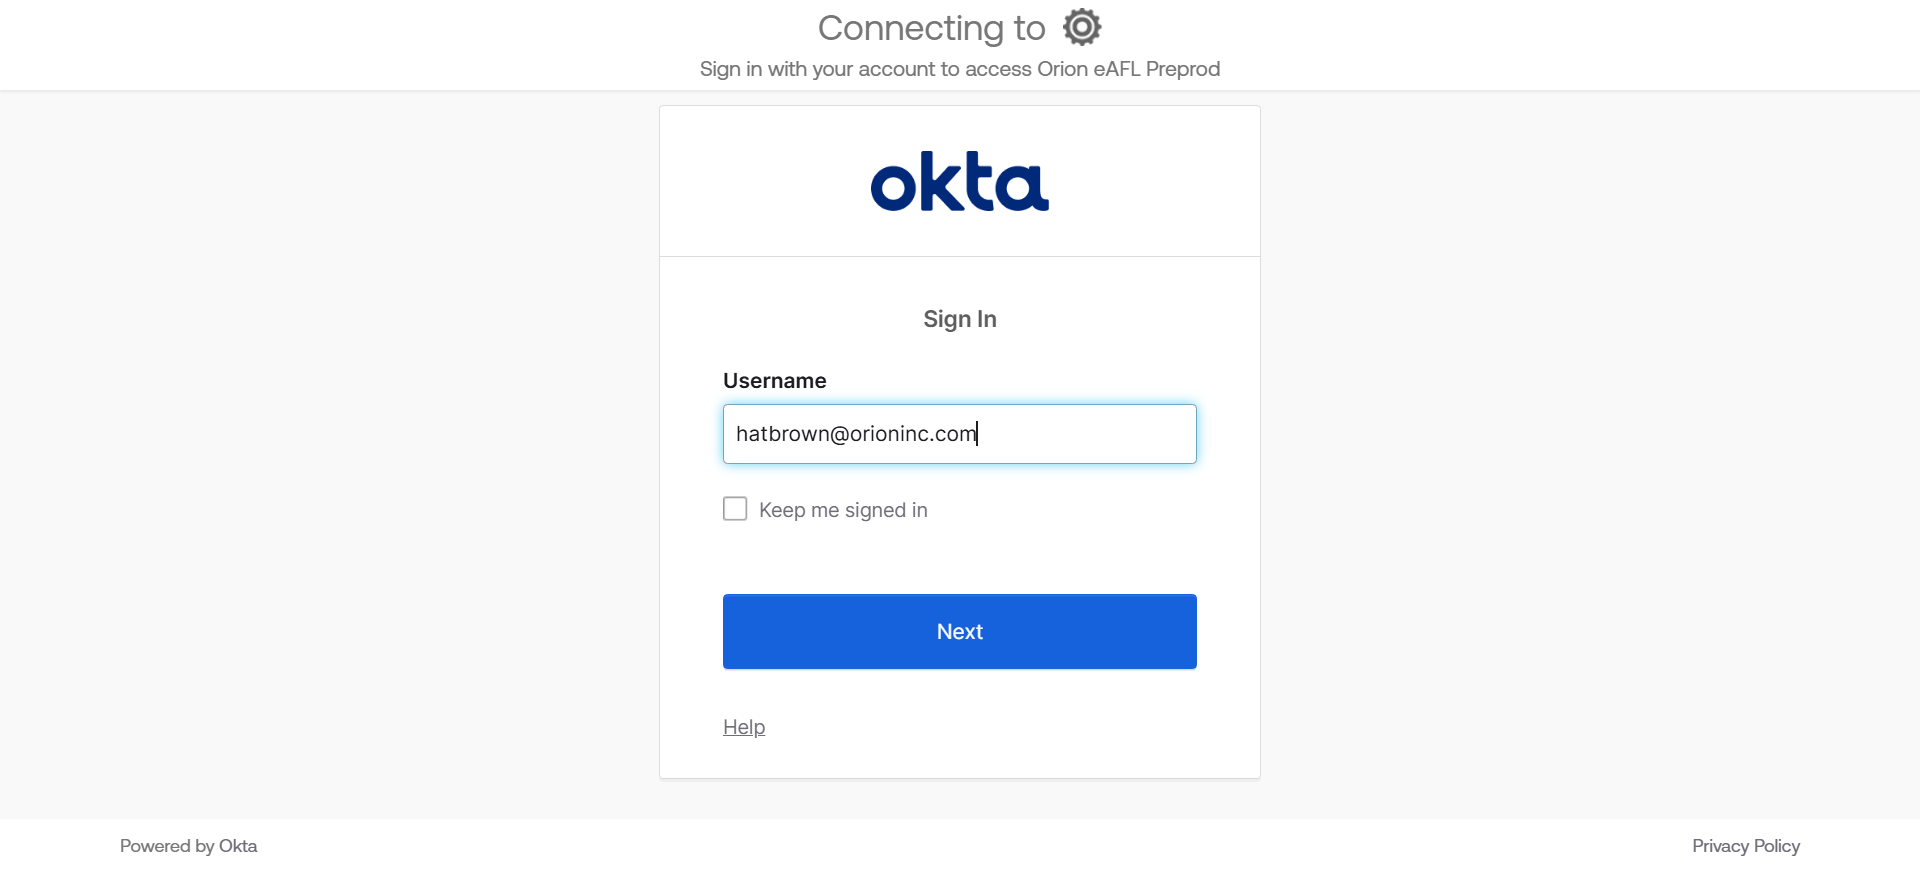 Connecting to
Sign in with your account to access Orion eAFL Preprod
okta
Sign In
Username
hatbrown@orioninc.com
Keep me signed in
Next
Help
Powered by Okta
Privacy Policy